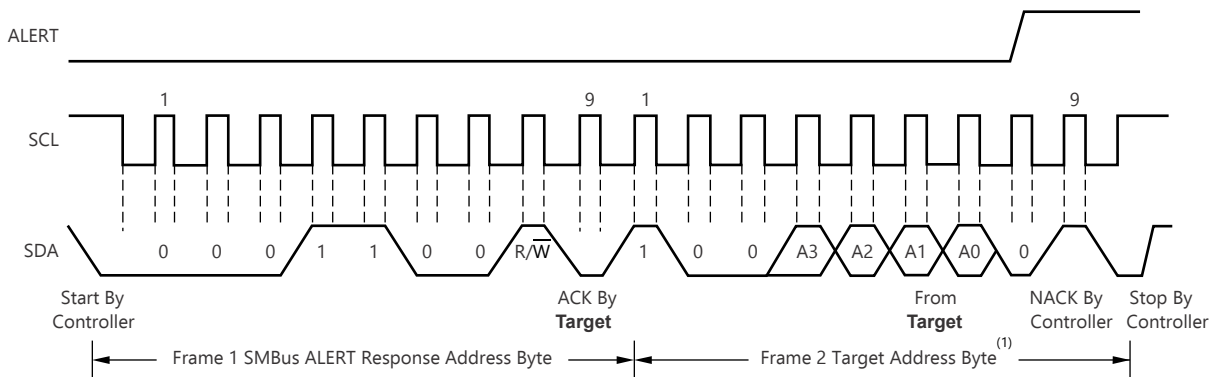 ALERT
1 9 1 9
SCL
SDA 0 0 0 1 1 0 0 R/W̅ 1 0 0 A3 A2 A1 A0 0
Start By Controller
ACK By Target
From Target
NACK By Controller
Stop By Controller
Frame 1 SMBus ALERT Response Address Byte
Frame 2 Target Address Byte(1)